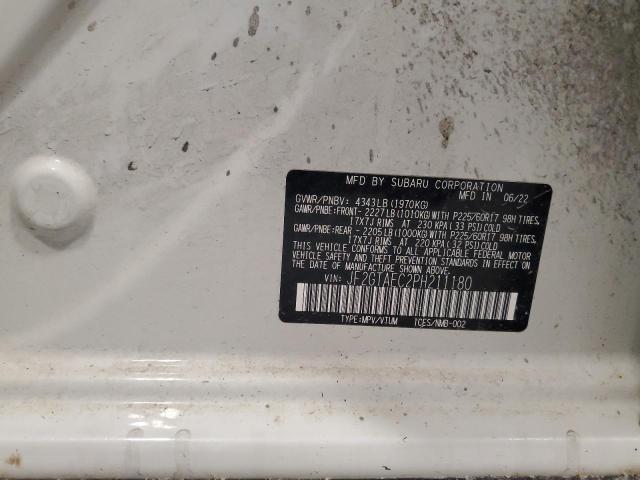 MFD BY SUBARU CORPORATION
MFD IN 06/22
GVWR/PNBV: 4343LB (1970KG)
GAWR/PNBE:FRONT- 2227LB (1010KG) WITH P225/60R17 98H TIRES,
17X7J RIMS AT 230 KPA (33 PSI) COLD
GAWR/PNBE:REAR - 2205LB (1000KG) WITH P225/60R17 98H TIRES,
17X7J RIMS AT 220 KPA (32 PSI) COLD
THIS VEHICLE CONFORMS TO ALL APPLICABLE FEDERAL MOTOR
VEHICLE SAFETY, BUMPER, AND THEFT PREVENTION STANDARDS
IN EFFECT ON THE DATE OF MANUFACTURE SHOWN ABOVE.
VIN: JF2GTAEC2PH211180
TYPE:MPV/VTUM 1CES/NMB-002